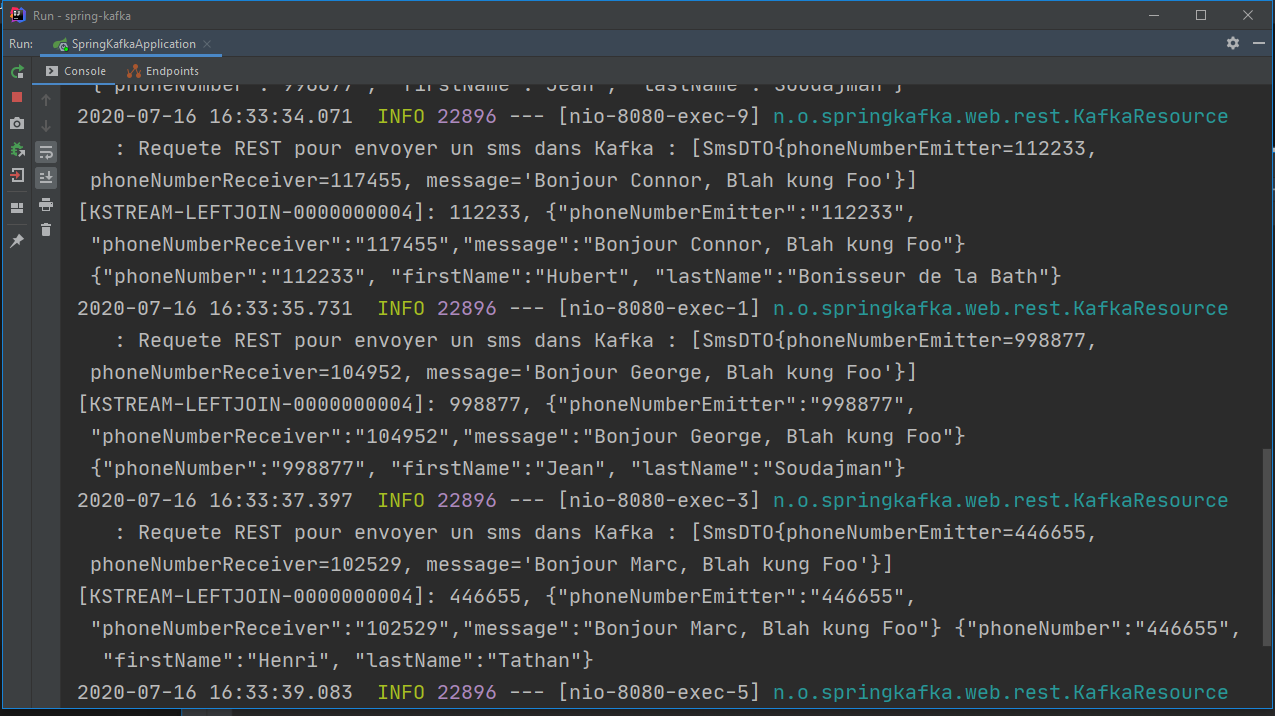 Run - spring-kafka
Run: SpringKafkaApplication
Console Endpoints
{"phoneNumber":"998877", "firstName":"Jean", "lastName":"Soudajman"}
2020-07-16 16:33:34.071  INFO 22896 --- [nio-8080-exec-9] n.o.springkafka.web.rest.KafkaResource
: Requete REST pour envoyer un sms dans Kafka : [SmsDTO{phoneNumberEmitter=112233,
phoneNumberReceiver=117455, message='Bonjour Connor, Blah kung Foo'}]
[KSTREAM-LEFTJOIN-0000000004]: 112233, {"phoneNumberEmitter":"112233",
"phoneNumberReceiver":"117455","message":"Bonjour Connor, Blah kung Foo"}
{"phoneNumber":"112233", "firstName":"Hubert", "lastName":"Bonisseur de la Bath"}
2020-07-16 16:33:35.731  INFO 22896 --- [nio-8080-exec-1] n.o.springkafka.web.rest.KafkaResource
: Requete REST pour envoyer un sms dans Kafka : [SmsDTO{phoneNumberEmitter=998877,
phoneNumberReceiver=104952, message='Bonjour George, Blah kung Foo'}]
[KSTREAM-LEFTJOIN-0000000004]: 998877, {"phoneNumberEmitter":"998877",
"phoneNumberReceiver":"104952","message":"Bonjour George, Blah kung Foo"}
{"phoneNumber":"998877", "firstName":"Jean", "lastName":"Soudajman"}
2020-07-16 16:33:37.397  INFO 22896 --- [nio-8080-exec-3] n.o.springkafka.web.rest.KafkaResource
: Requete REST pour envoyer un sms dans Kafka : [SmsDTO{phoneNumberEmitter=446655,
phoneNumberReceiver=102529, message='Bonjour Marc, Blah kung Foo'}]
[KSTREAM-LEFTJOIN-0000000004]: 446655, {"phoneNumberEmitter":"446655",
"phoneNumberReceiver":"102529","message":"Bonjour Marc, Blah kung Foo"} {"phoneNumber":"446655",
"firstName":"Henri", "lastName":"Tathan"}
2020-07-16 16:33:39.083  INFO 22896 --- [nio-8080-exec-5] n.o.springkafka.web.rest.KafkaResource